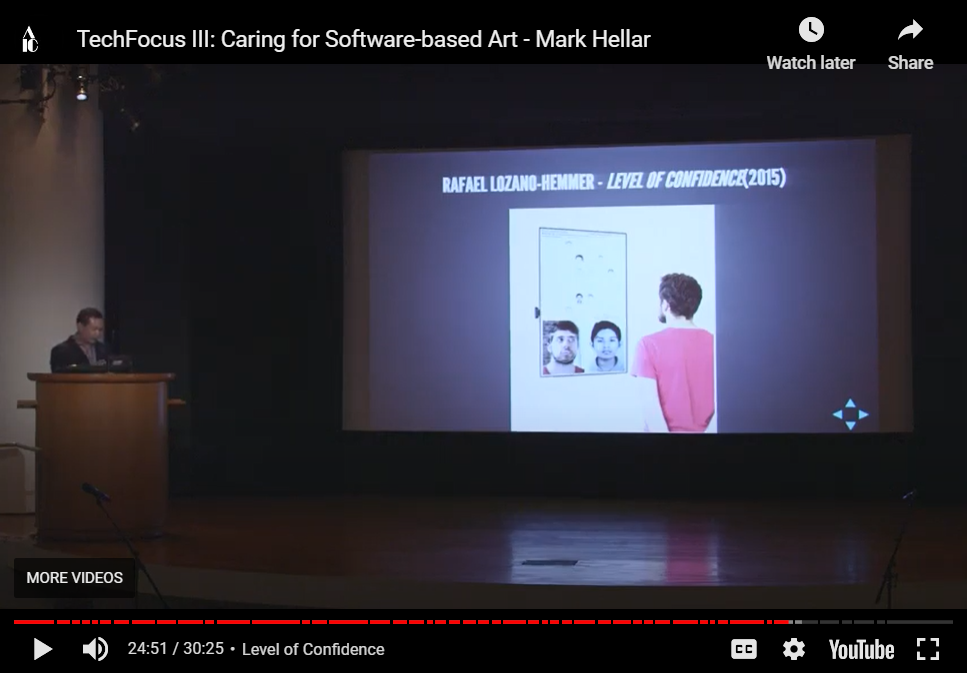 AIC
TechFocus III: Caring for Software-based Art - Mark Hellar
Watch later
Share
RAFAEL LOZANO-HEMMER - LEVEL OF CONFIDENCE(2015)
MORE VIDEOS
24:51 / 30:25 • Level of Confidence
CC
YouTube